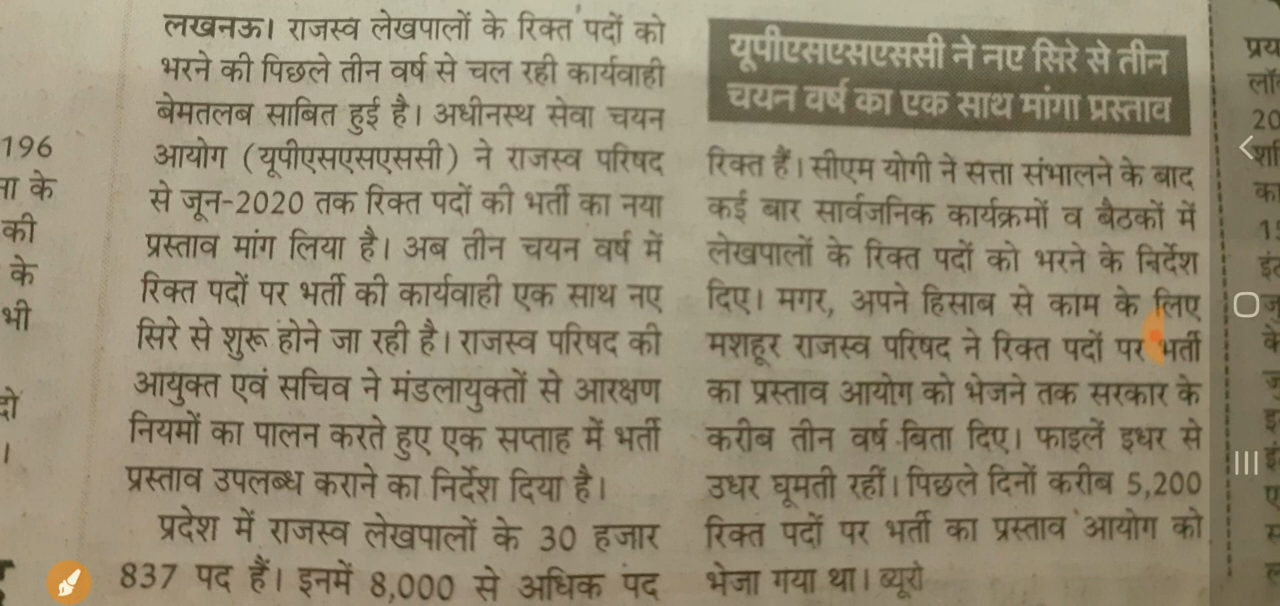 लखनऊ। राजस्व लेखपालों के रिक्त पदों को
भरने की पिछले तीन वर्ष से चल रही कार्यवाही
बेमतलब साबित हुई है। अधीनस्थ सेवा चयन
आयोग (यूपीएसएसएससी) ने राजस्व परिषद
से जून-2020 तक रिक्त पदों की भर्ती का नया
प्रस्ताव मांग लिया है। अब तीन चयन वर्ष में
रिक्त पदों पर भर्ती की कार्यवाही एक साथ नए
सिरे से शुरू होने जा रही है। राजस्व परिषद की
आयुक्त एवं सचिव ने मंडलायुक्तों से आरक्षण
नियमों का पालन करते हुए एक सप्ताह में भर्ती
प्रस्ताव उपलब्ध कराने का निर्देश दिया है।
प्रदेश में राजस्व लेखपालों के 30 हजार
837 पद हैं। इनमें 8,000 से अधिक पद
यूपीएसएसएससी ने नए सिरे से तीन
चयन वर्ष का एक साथ मांगा प्रस्ताव
रिक्त हैं। सीएम योगी ने सत्ता संभालने के बाद
कई बार सार्वजनिक कार्यक्रमों व बैठकों में
लेखपालों के रिक्त पदों को भरने के निर्देश
दिए। मगर, अपने हिसाब से काम के लिए
मशहूर राजस्व परिषद ने रिक्त पदों पर भर्ती
का प्रस्ताव आयोग को भेजने तक सरकार के
करीब तीन वर्ष बिता दिए। फाइलें इधर से
उधर घूमती रहीं। पिछले दिनों करीब 5,200
रिक्त पदों पर भर्ती का प्रस्ताव आयोग को
भेजा गया था। ब्यूरो
196
के
की
के
भी